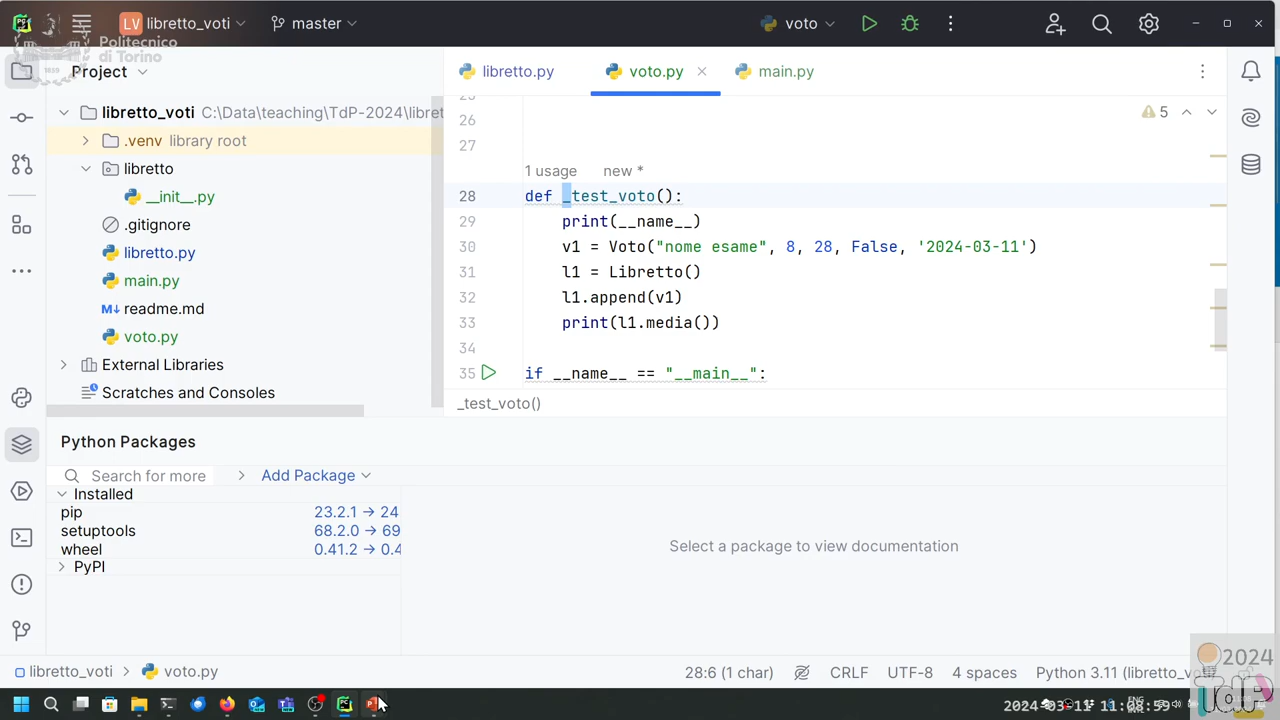 LV libretto_voti
master
voto
Politecnico
di Torino
Project
libretto.py
voto.py
main.py
libretto_voti C:\Data\teaching\TdP-2024\libret
.venv library root
libretto
__init__.py
.gitignore
libretto.py
main.py
M↓ readme.md
voto.py
External Libraries
Scratches and Consoles
5
25
26
27
1 usage new *
28 def _test_voto():
29 print(__name__)
30 v1 = Voto("nome esame", 8, 28, False, '2024-03-11')
31 l1 = Libretto()
32 l1.append(v1)
33 print(l1.media())
34
35 if __name__ == "__main__":
_test_voto()
Python Packages
Search for more
Add Package
Installed
pip 23.2.1 → 24
setuptools 68.2.0 → 69
wheel 0.41.2 → 0.4
PyPI
Select a package to view documentation
libretto_voti > voto.py
28:6 (1 char) CRLF UTF-8 4 spaces Python 3.11 (libretto_vo
2024
TdP